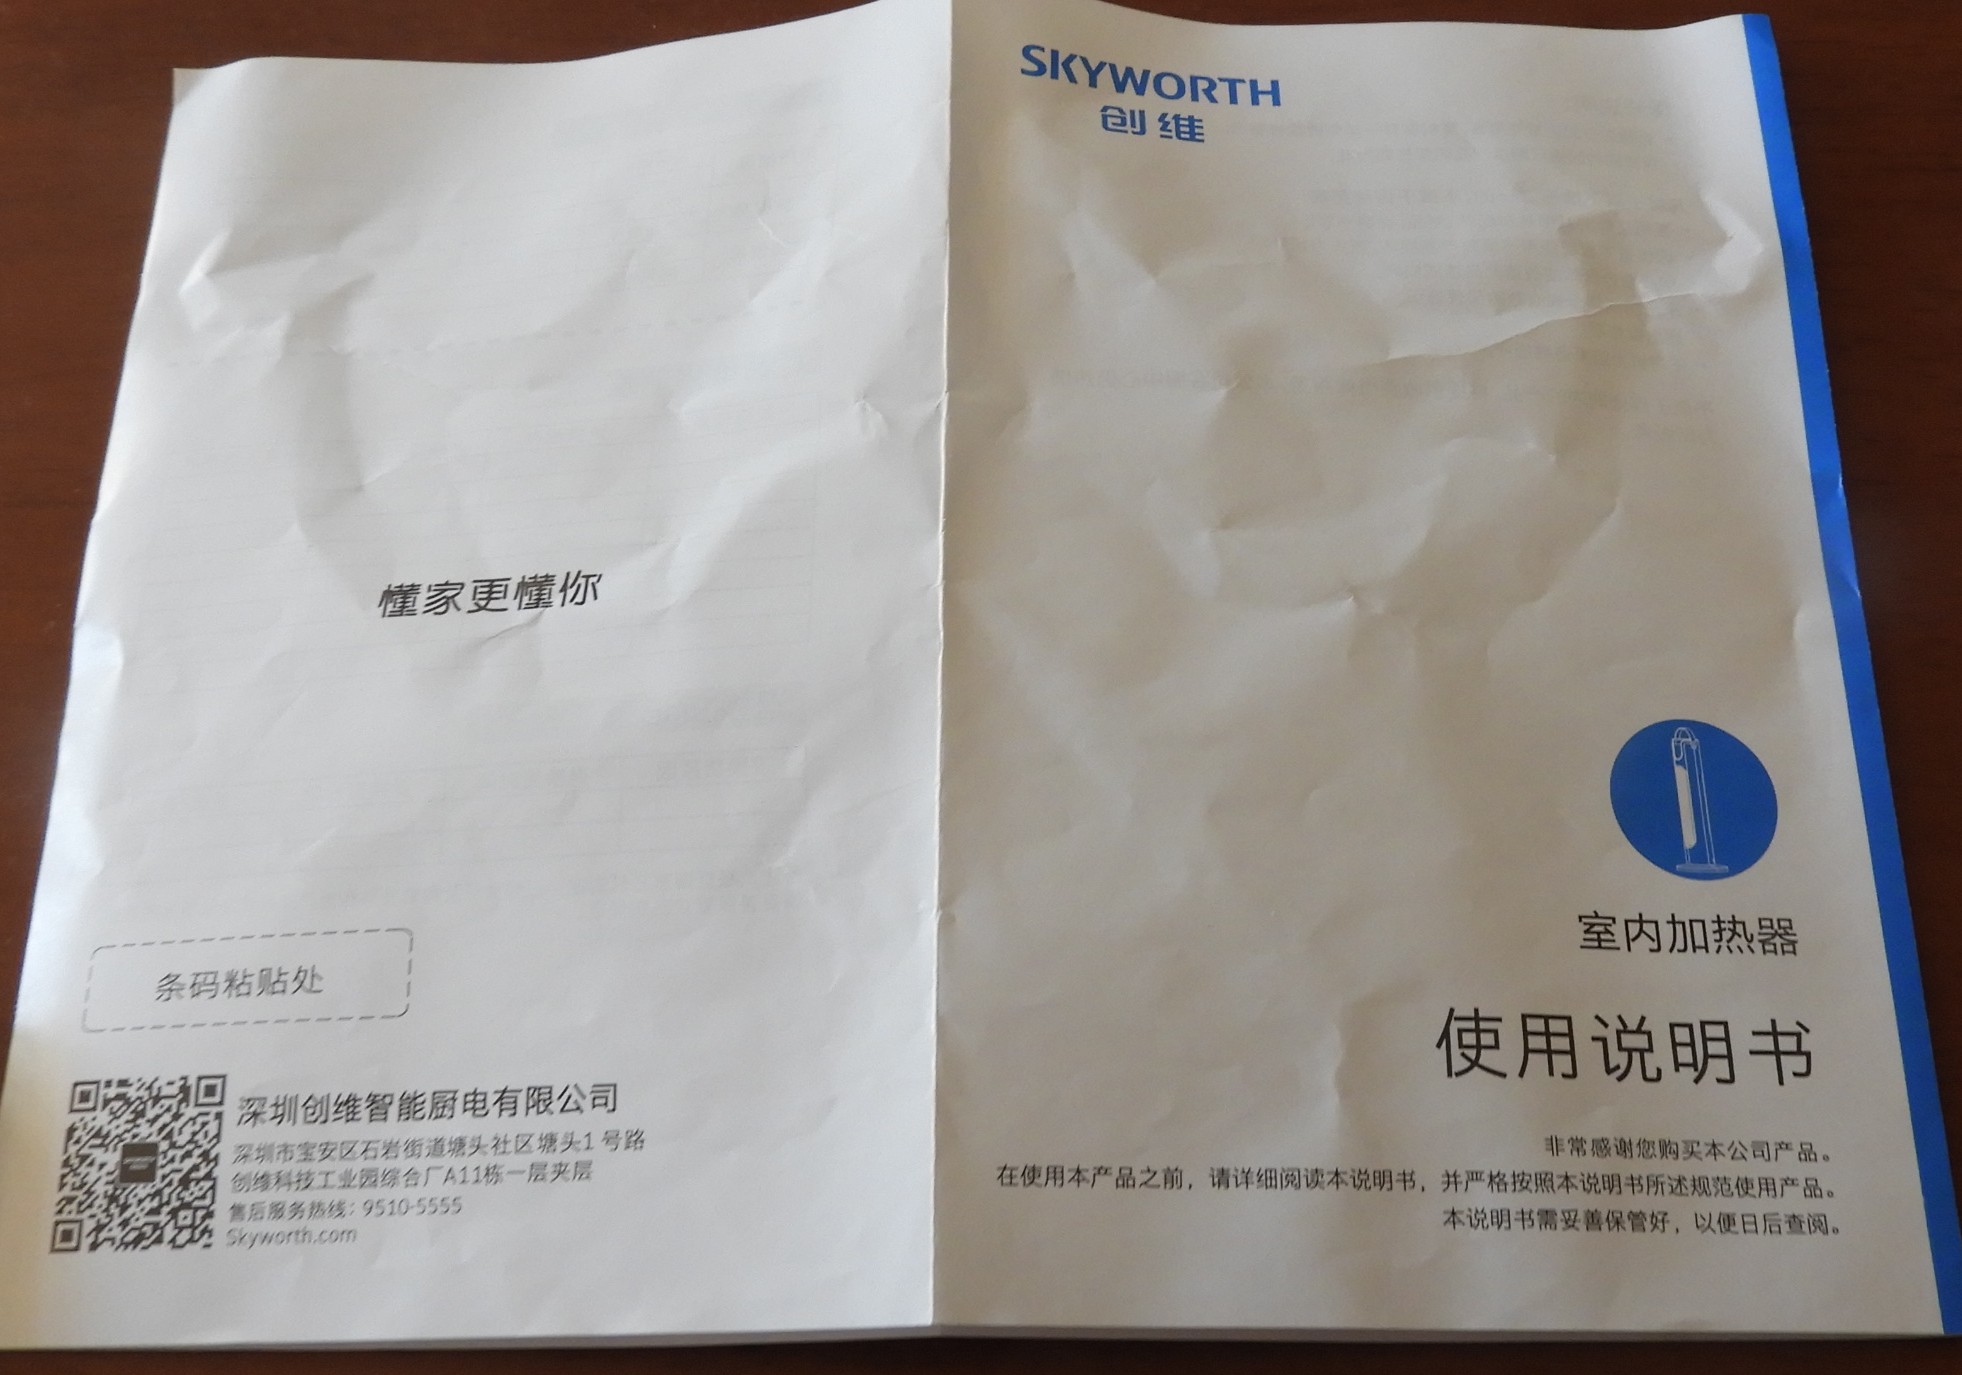 懂家更懂你
条码粘贴处
深圳创维智能厨电有限公司
深圳市宝安区石岩街道塘头社区塘头1号路
创维科技工业园综合厂A11栋一层夹层
售后服务热线：9510-5555
Skyworth.com
SKYWORTH
创维
室内加热器
使用说明书
非常感谢您购买本公司产品。
在使用本产品之前，请详细阅读本说明书，并严格按照本说明书所述规范使用产品。
本说明书需妥善保管好，以便日后查阅。